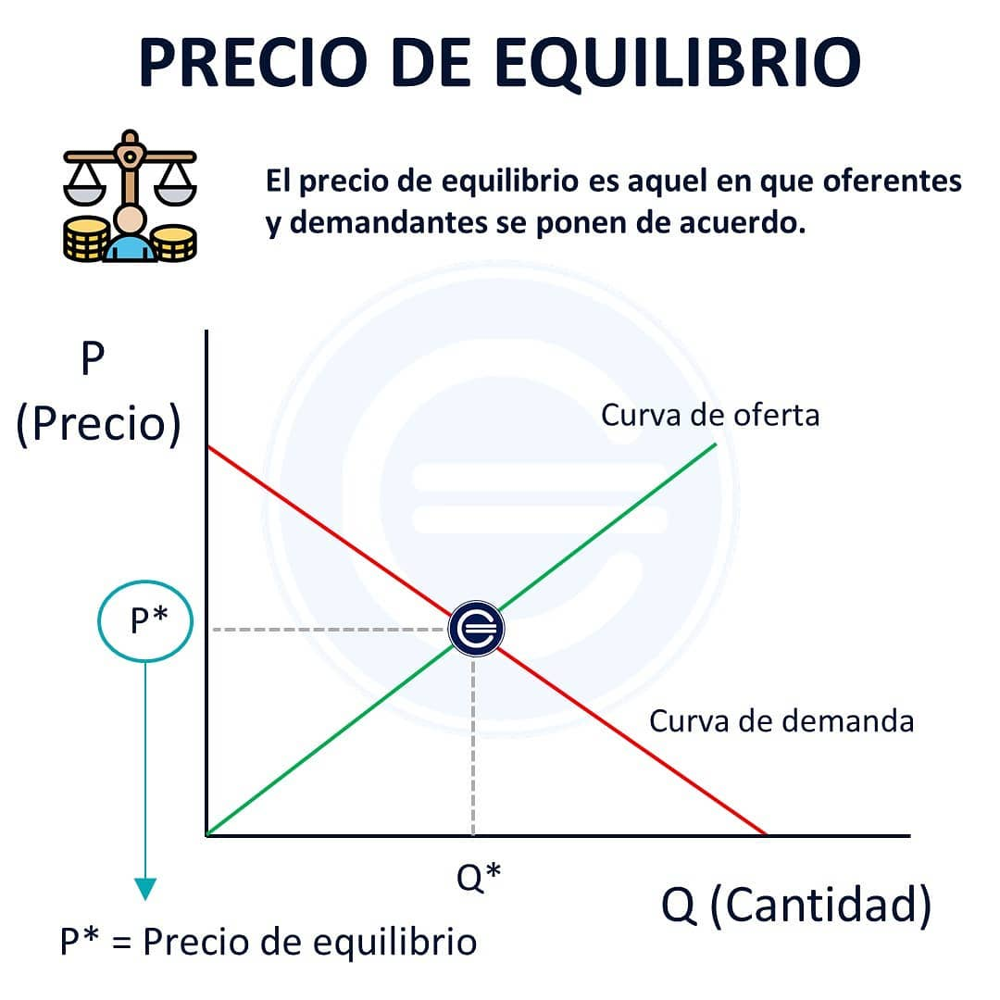 PRECIO DE EQUILIBRIO
El precio de equilibrio es aquel en que oferentes
y demandantes se ponen de acuerdo.
P
(Precio)
Curva de oferta
P*
Curva de demanda
Q*
Q (Cantidad)
P* = Precio de equilibrio